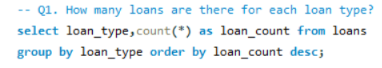 -- Q1. How many loans are there for each loan type?
select loan_type,count(*) as loan_count from loans
group by loan_type order by loan_count desc;